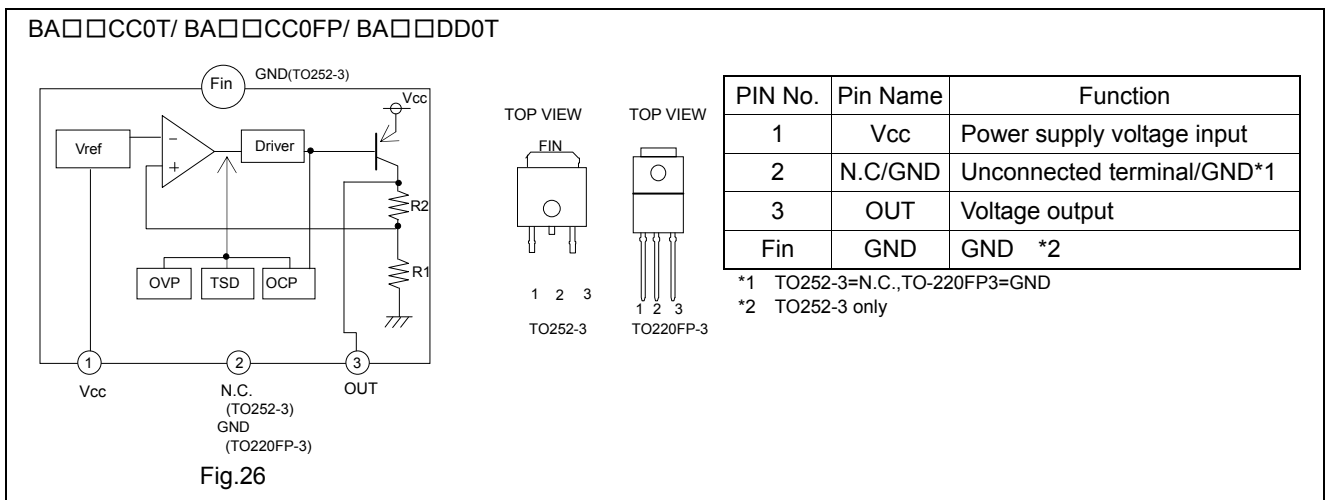 BA□□CC0T/ BA□□CC0FP/ BA□□DD0T
Fin
GND(TO252-3)
Vcc
Vref
−
+
Driver
R2
R1
OVP
TSD
OCP
1
2
3
Vcc
N.C.
(TO252-3)
GND
(TO220FP-3)
OUT
Fig.26
TOP VIEW
FIN
1 2 3
TO252-3
TOP VIEW
1 2 3
TO220FP-3
PIN No. Pin Name Function
1 Vcc Power supply voltage input
2 N.C/GND Unconnected terminal/GND*1
3 OUT Voltage output
Fin GND GND *2
*1 TO252-3=N.C.,TO-220FP3=GND
*2 TO252-3 only